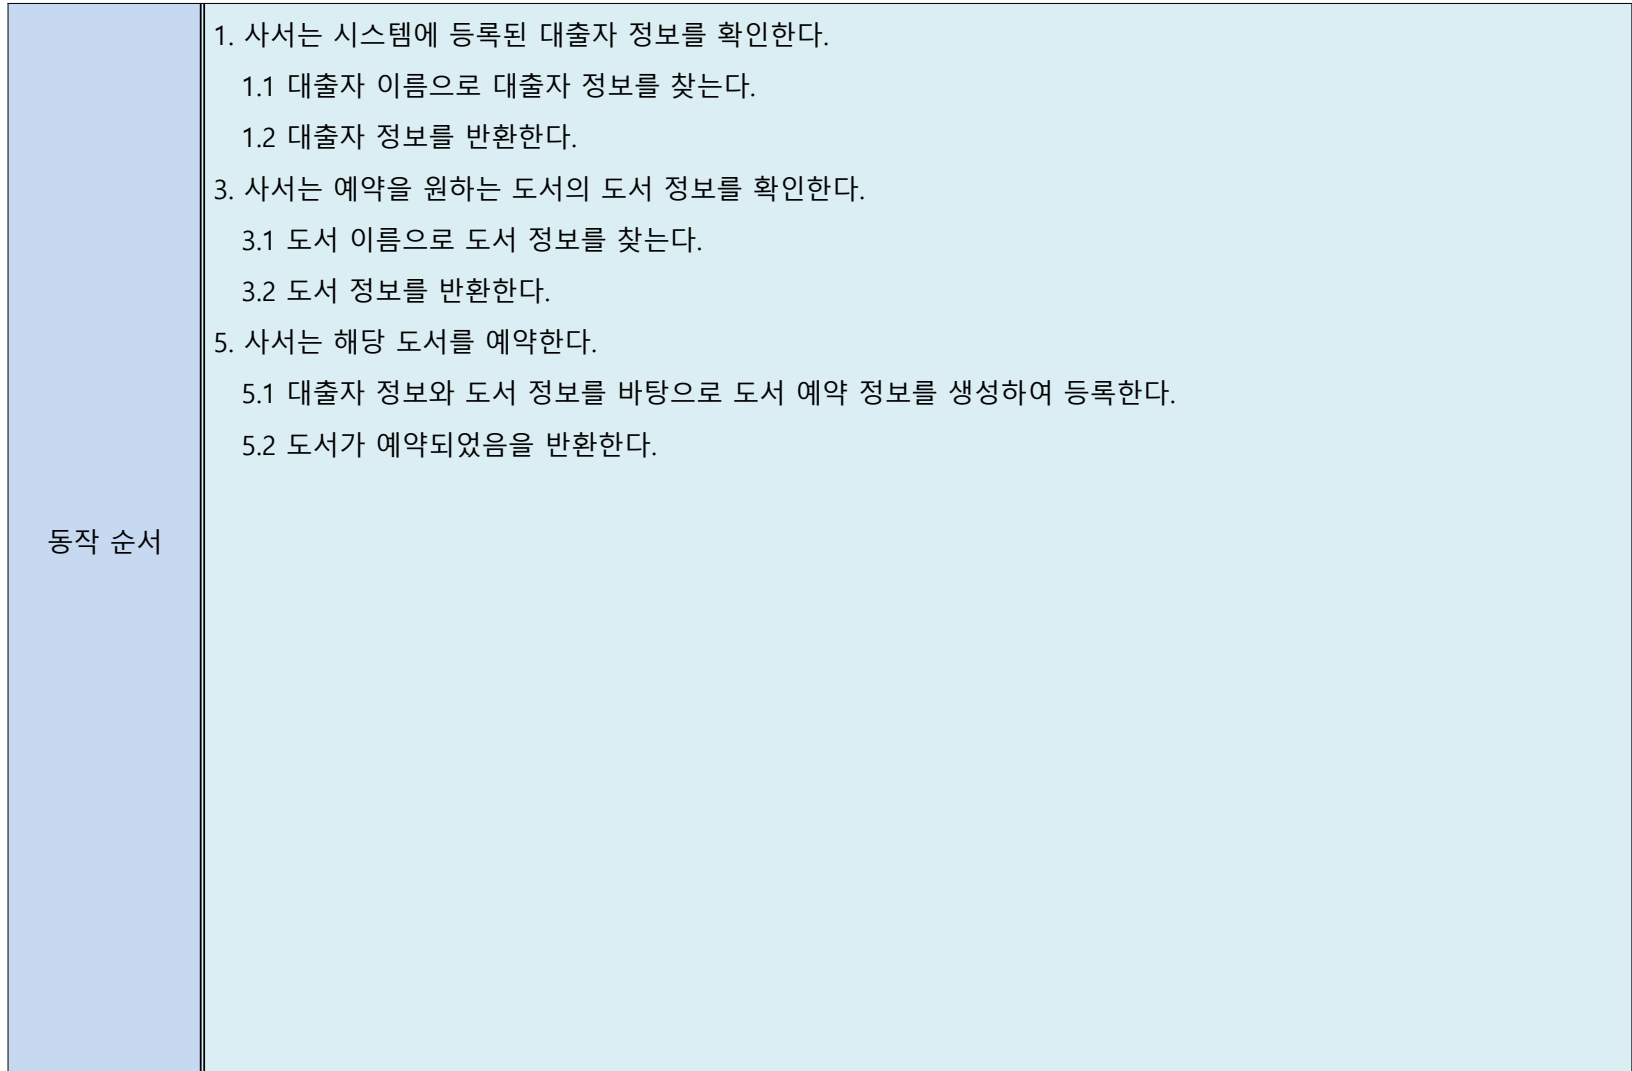 동작 순서
1. 사서는 시스템에 등록된 대출자 정보를 확인한다.
1.1 대출자 이름으로 대출자 정보를 찾는다.
1.2 대출자 정보를 반환한다.
3. 사서는 예약을 원하는 도서의 도서 정보를 확인한다.
3.1 도서 이름으로 도서 정보를 찾는다.
3.2 도서 정보를 반환한다.
5. 사서는 해당 도서를 예약한다.
5.1 대출자 정보와 도서 정보를 바탕으로 도서 예약 정보를 생성하여 등록한다.
5.2 도서가 예약되었음을 반환한다.